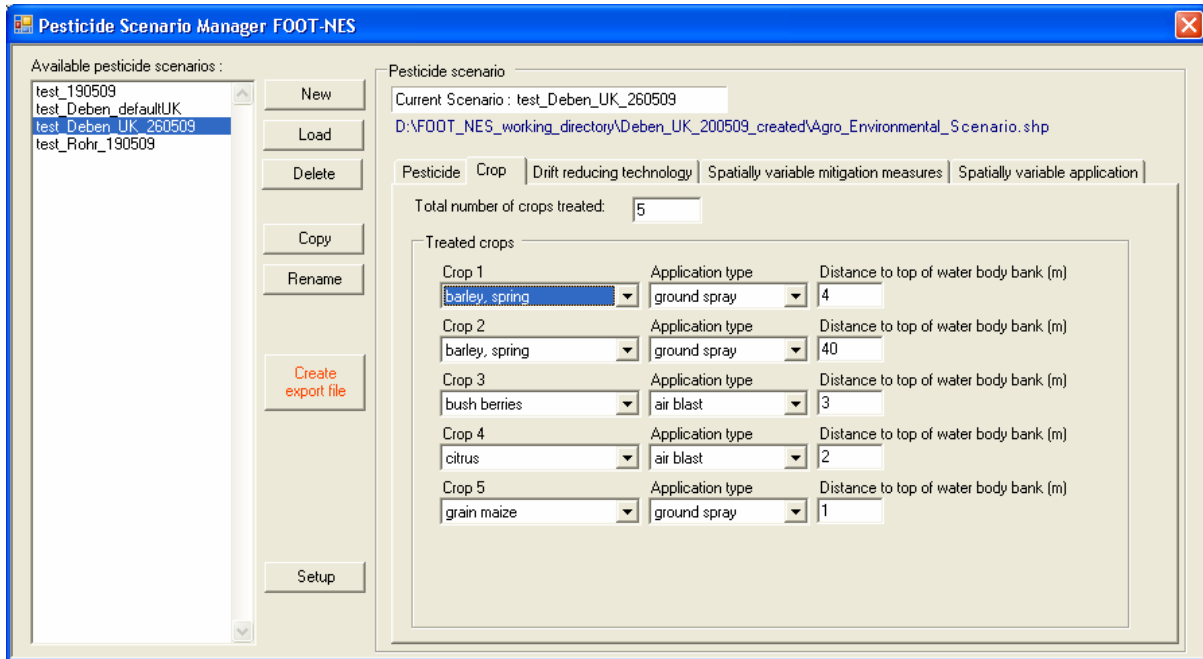 Pesticide Scenario Manager FOOT-NES
Available pesticide scenarios :
test_190509
test_Deben_defaultUK
test_Deben_UK_260509
test_Rohr_190509
New
Load
Delete
Copy
Rename
Create
export file
Setup
Pesticide scenario
Current Scenario : test_Deben_UK_260509
D:\FOOT_NES_working_directory\Deben_UK_200509_created\Agro_Environmental_Scenario.shp
Pesticide Crop Drift reducing technology Spatially variable mitigation measures Spatially variable application
Total number of crops treated: 5
Treated crops
Crop 1 Application type Distance to top of water body bank (m)
barley, spring ground spray 4
Crop 2 Application type Distance to top of water body bank (m)
barley, spring ground spray 40
Crop 3 Application type Distance to top of water body bank (m)
bush berries air blast 3
Crop 4 Application type Distance to top of water body bank (m)
citrus air blast 2
Crop 5 Application type Distance to top of water body bank (m)
grain maize ground spray 1